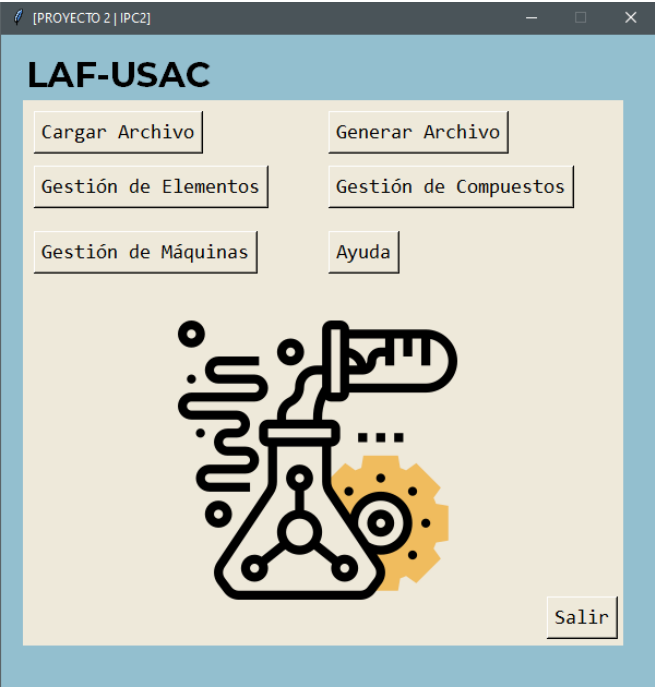 [PROYECTO 2 | IPC2]
LAF-USAC
Cargar Archivo
Generar Archivo
Gestión de Elementos
Gestión de Compuestos
Gestión de Máquinas
Ayuda
Salir